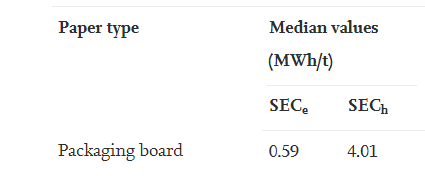 Paper type Median values
(MWh/t)
SECₑ SECₕ
Packaging board 0.59 4.01